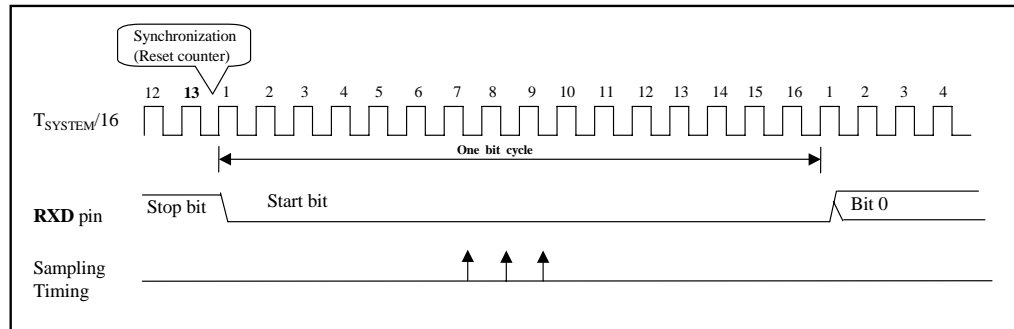 Synchronization
(Reset counter)
12 13 1 2 3 4 5 6 7 8 9 10 11 12 13 14 15 16 1 2 3 4
TSYSTEM/16
One bit cycle
RXD pin
Stop bit
Start bit
Bit 0
Sampling
Timing